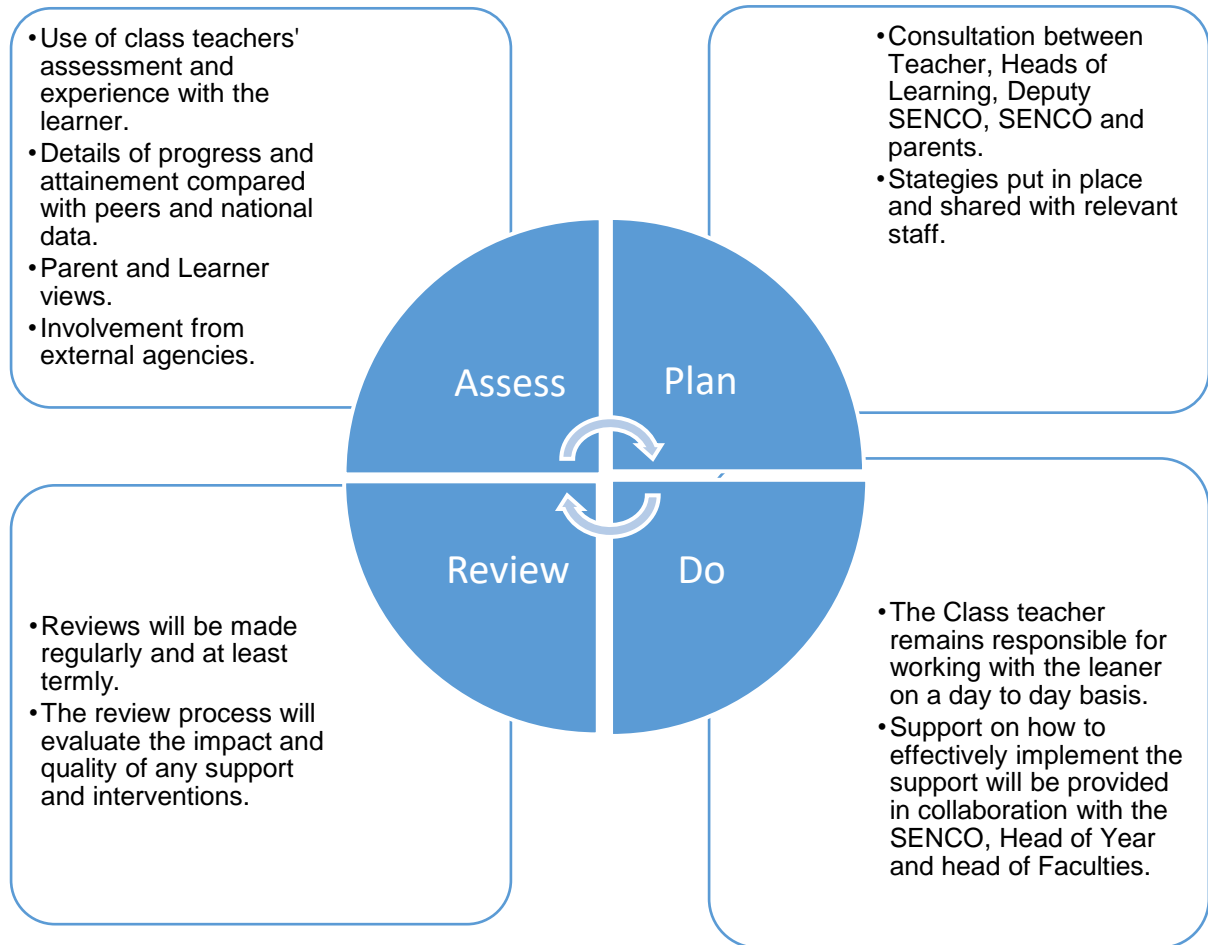 •Use of class teachers'
assessment and
experience with the
learner.
•Details of progress and
attainement compared
with peers and national
data.
•Parent and Learner
views.
•Involvement from
external agencies.
•Consultation between
Teacher, Heads of
Learning, Deputy
SENCO, SENCO and
parents.
•Stategies put in place
and shared with relevant
staff.
Assess
Plan
Review
Do
•Reviews will be made
regularly and at least
termly.
•The review process will
evaluate the impact and
quality of any support
and interventions.
•The Class teacher
remains responsible for
working with the leaner
on a day to day basis.
•Support on how to
effectively implement the
support will be provided
in collaboration with the
SENCO, Head of Year
and head of Faculties.